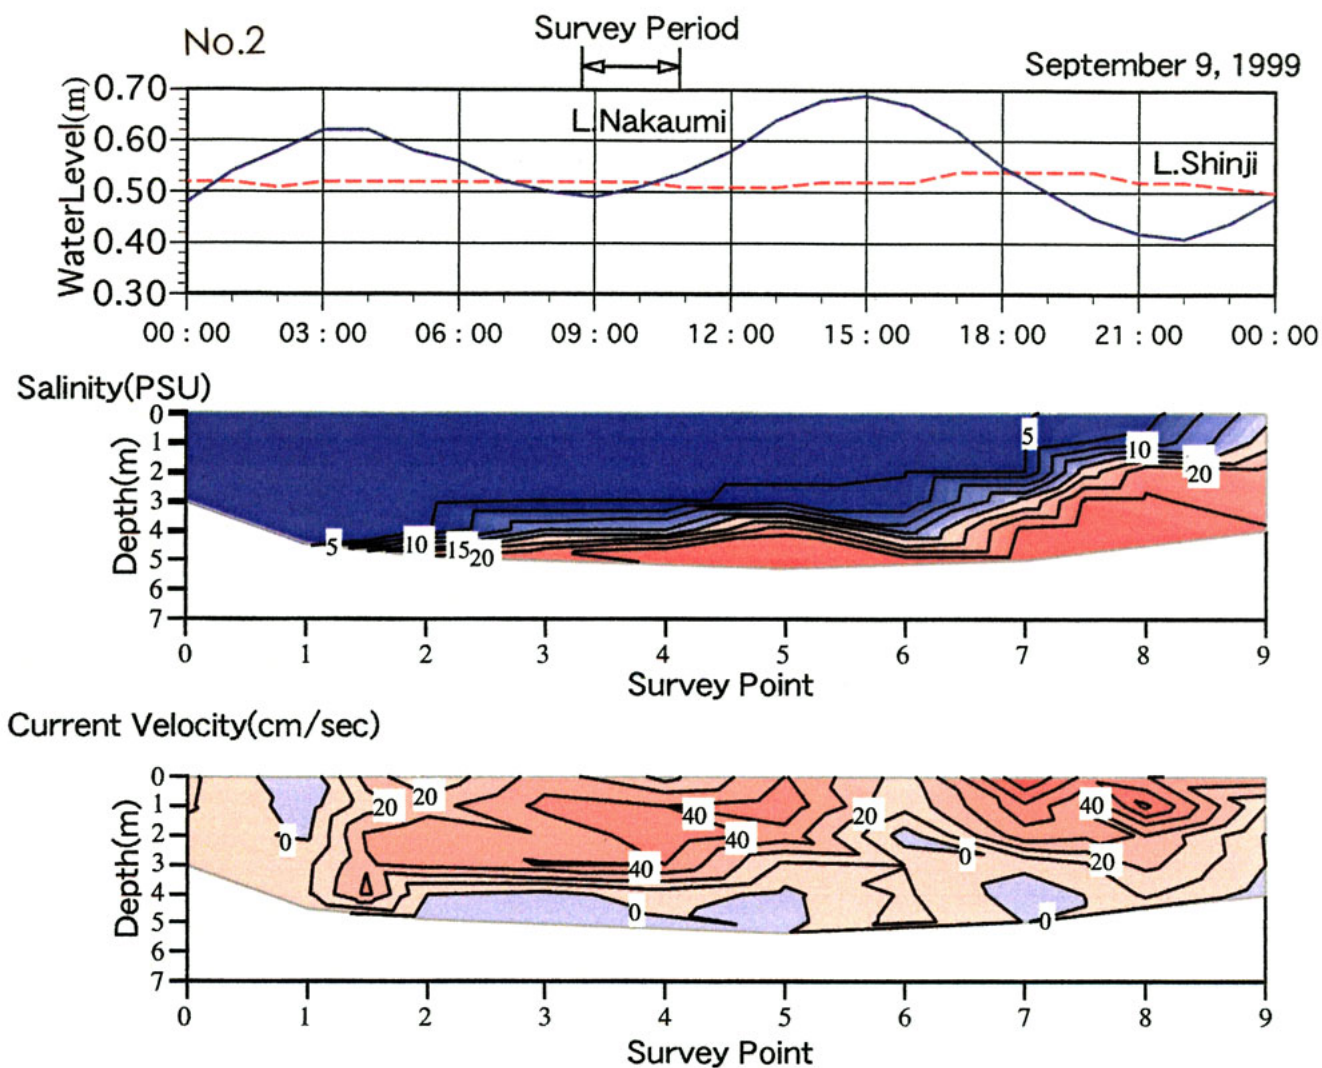 No.2
Survey Period
September 9, 1999
WaterLevel(m)
0.70
0.60
0.50
0.40
0.30
L.Nakaumi
L.Shinji
00:00 03:00 06:00 09:00 12:00 15:00 18:00 21:00 00:00
Salinity(PSU)
Depth(m)
0
1
2
3
4
5
6
7
5 10 15 20 5 10 20
0 1 2 3 4 5 6 7 8 9
Survey Point
Current Velocity(cm/sec)
Depth(m)
0
1
2
3
4
5
6
7
0 20 20 40 40 40 0 20 0 40 20 0
0 1 2 3 4 5 6 7 8 9
Survey Point